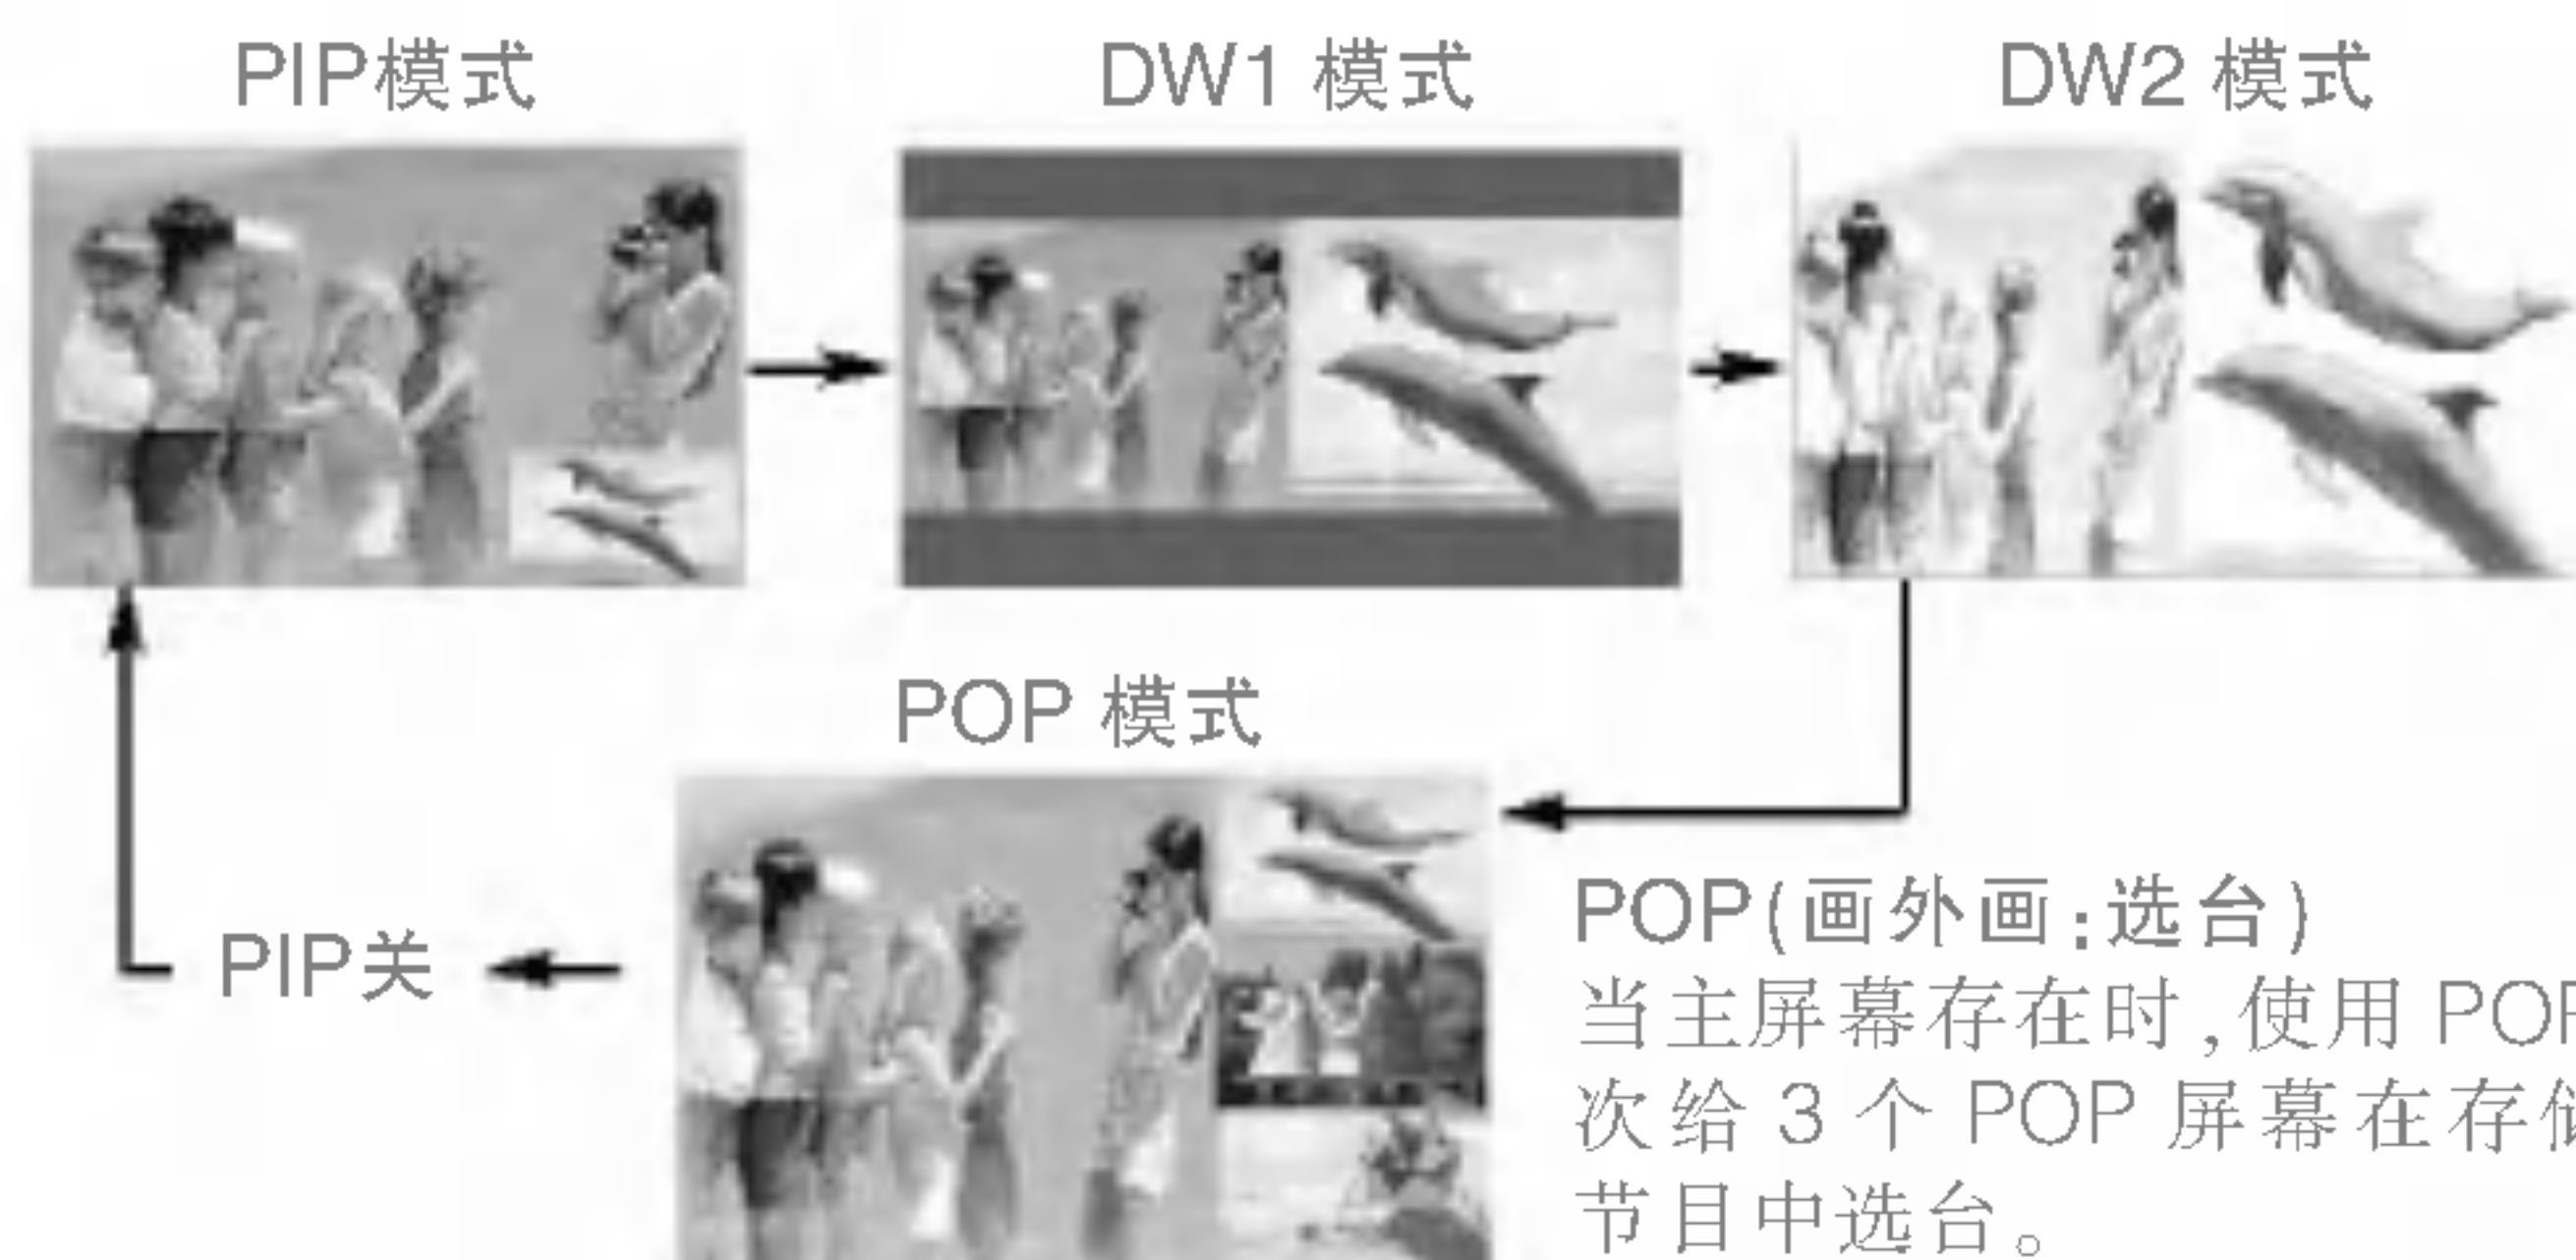 PIP模式
DW1 模式
DW2 模式
POP 模式
PIP关
POP(画外画:选台)
当主屏幕存在时,使用 POP
次给 3 个 POP 屏幕在存储
节目中选台。